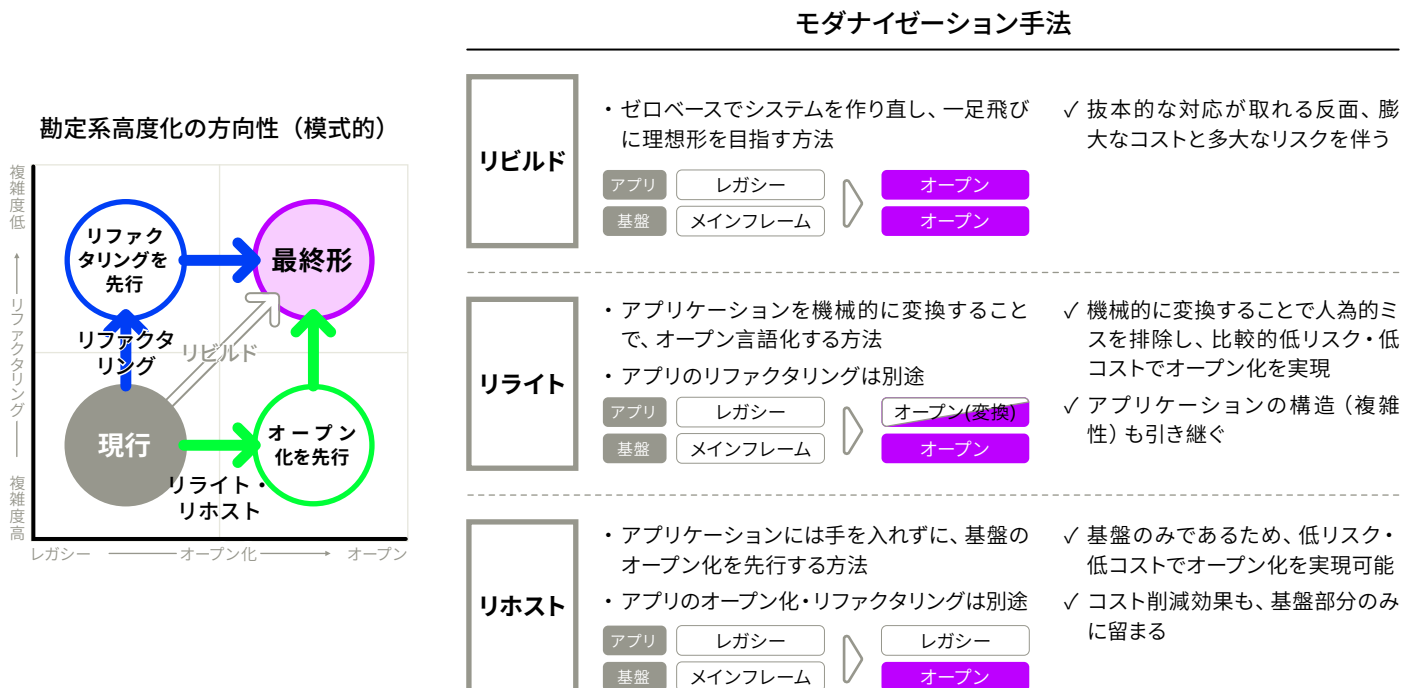 モダナイゼーション手法
勘定系高度化の方向性（模式的）
複雑度低
リファクタリング
複雑度高
リファク
タリングを
先行
最終形
リファクタ
リング
リビルド
現行
オープン
化を先行
リライト・
リホスト
レガシー
オープン化
オープン
リビルド
・ゼロベースでシステムを作り直し、一足飛び
に理想形を目指す方法
アプリ レガシー オープン
基盤 メインフレーム オープン
✓ 抜本的な対応が取れる反面、膨
大なコストと多大なリスクを伴う
リライト
・アプリケーションを機械的に変換すること
で、オープン言語化する方法
・アプリのリファクタリングは別途
アプリ レガシー オープン(変換)
基盤 メインフレーム オープン
✓ 機械的に変換することで人為的ミ
スを排除し、比較的低リスク・低
コストでオープン化を実現
✓ アプリケーションの構造（複雑
性）も引き継ぐ
リホスト
・アプリケーションには手を入れずに、基盤の
オープン化を先行する方法
・アプリのオープン化・リファクタリングは別途
アプリ レガシー レガシー
基盤 メインフレーム オープン
✓ 基盤のみであるため、低リスク・
低コストでオープン化を実現可能
✓ コスト削減効果も、基盤部分のみ
に留まる